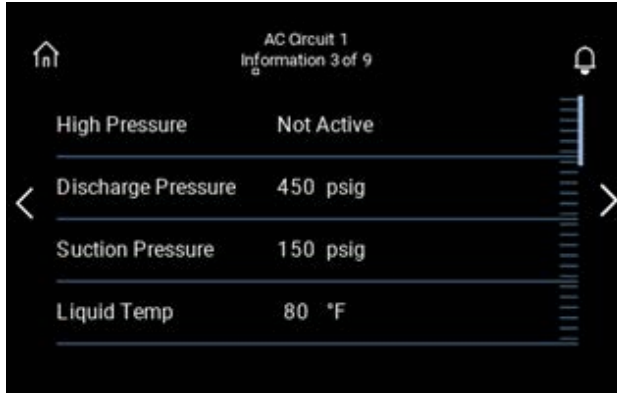 AC Circuit 1
Information 3 of 9
High Pressure Not Active
Discharge Pressure 450 psig
Suction Pressure 150 psig
Liquid Temp 80 °F